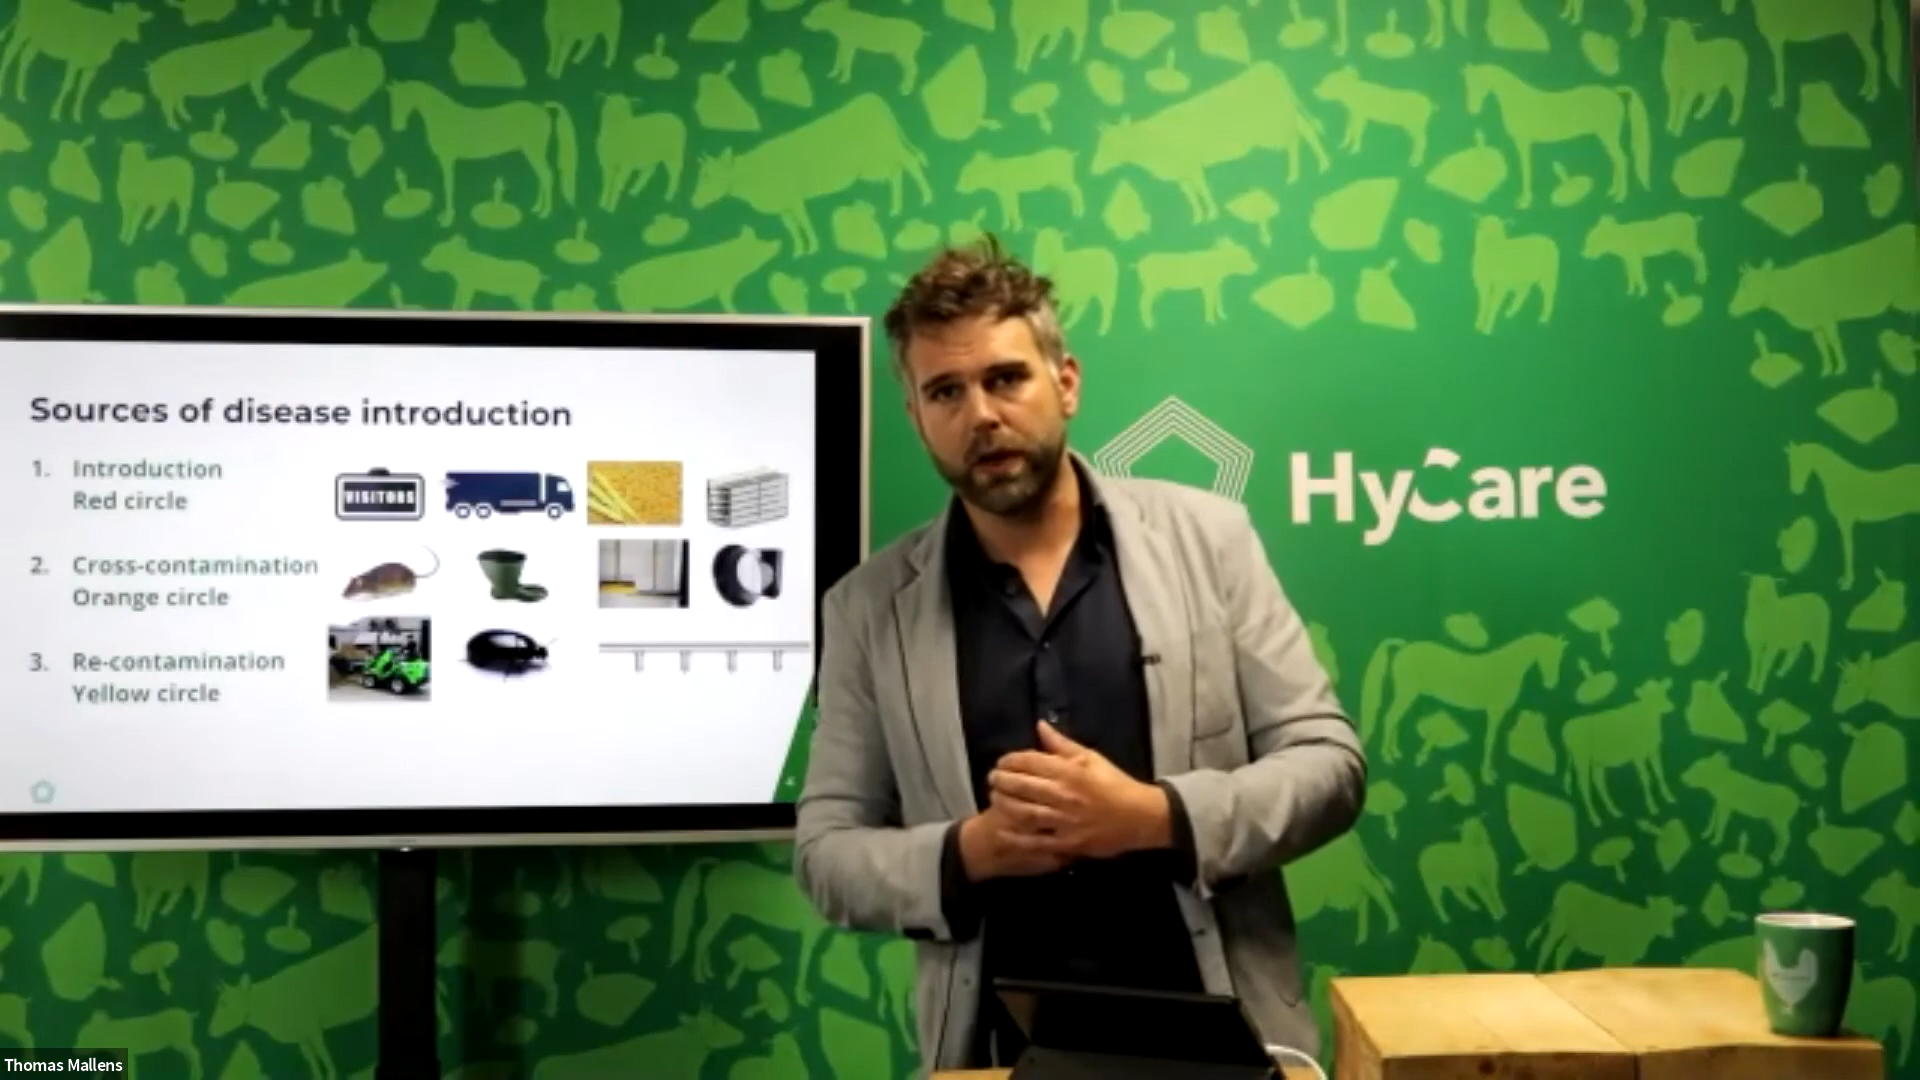 Sources of disease introduction
1. Introduction
Red circle
2. Cross-contamination
Orange circle
3. Re-contamination
Yellow circle
VISITORS
HyCare
4
Thomas Mallens